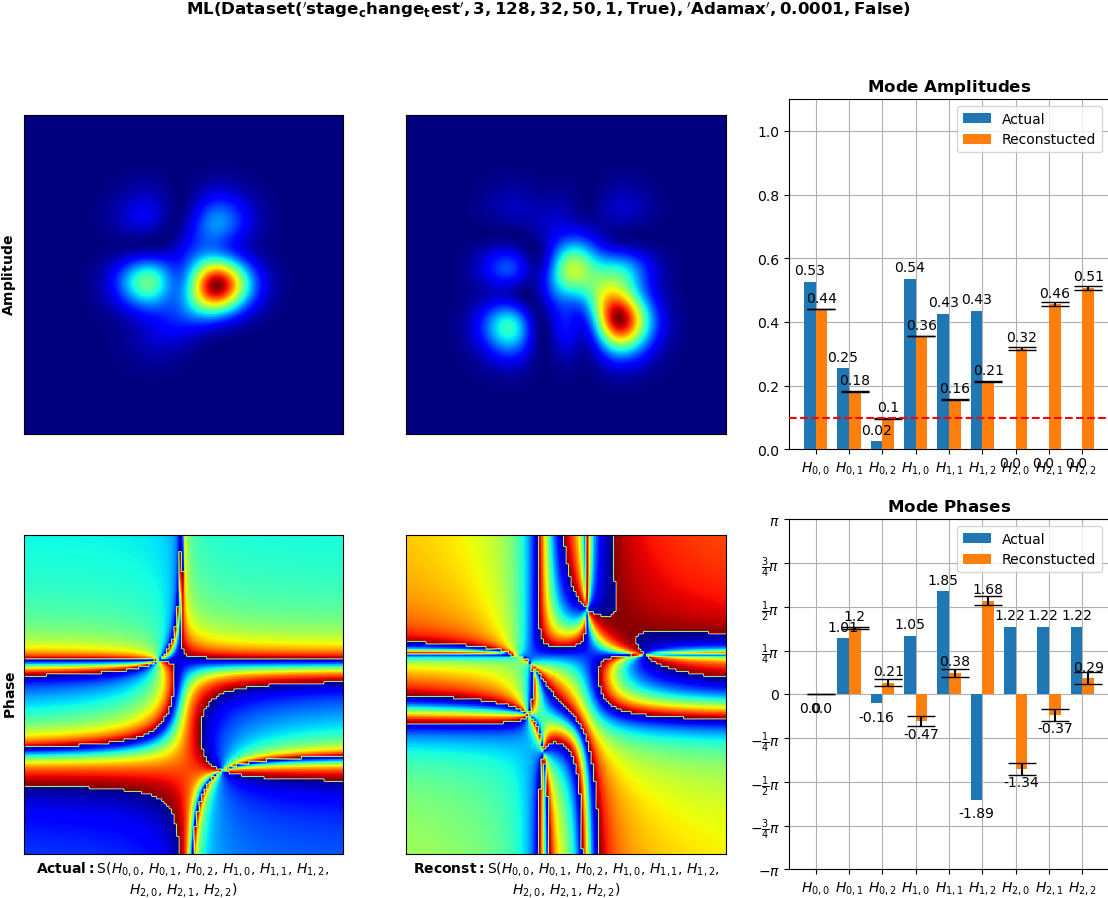 ML(Dataset('stage_change_test', 3, 128, 32, 50, 1, True), 'Adamax', 0.0001, False)
Amplitude
Mode Amplitudes
Actual
Reconstucted
1.0
0.8
0.6
0.4
0.2
0.0
0.53
0.44
0.25
0.18
0.02
0.1
0.54
0.36
0.43
0.16
0.43
0.21
0.0
0.32
0.0
0.46
0.0
0.51
H0,0 H0,1 H0,2 H1,0 H1,1 H1,2 H2,0 H2,1 H2,2
Phase
Actual: S(H0,0, H0,1, H0,2, H1,0, H1,1, H1,2,
H2,0, H2,1, H2,2)
Reconst: S(H0,0, H0,1, H0,2, H1,0, H1,1, H1,2,
H2,0, H2,1, H2,2)
Mode Phases
Actual
Reconstucted
π
3/4π
1/2π
1/4π
0
−1/4π
−1/2π
−3/4π
−π
0.0
0.0
1.01
1.2
-0.16
0.21
1.05
-0.47
1.85
0.38
-1.89
1.68
1.22
-1.34
1.22
-0.37
1.22
0.29
H0,0 H0,1 H0,2 H1,0 H1,1 H1,2 H2,0 H2,1 H2,2